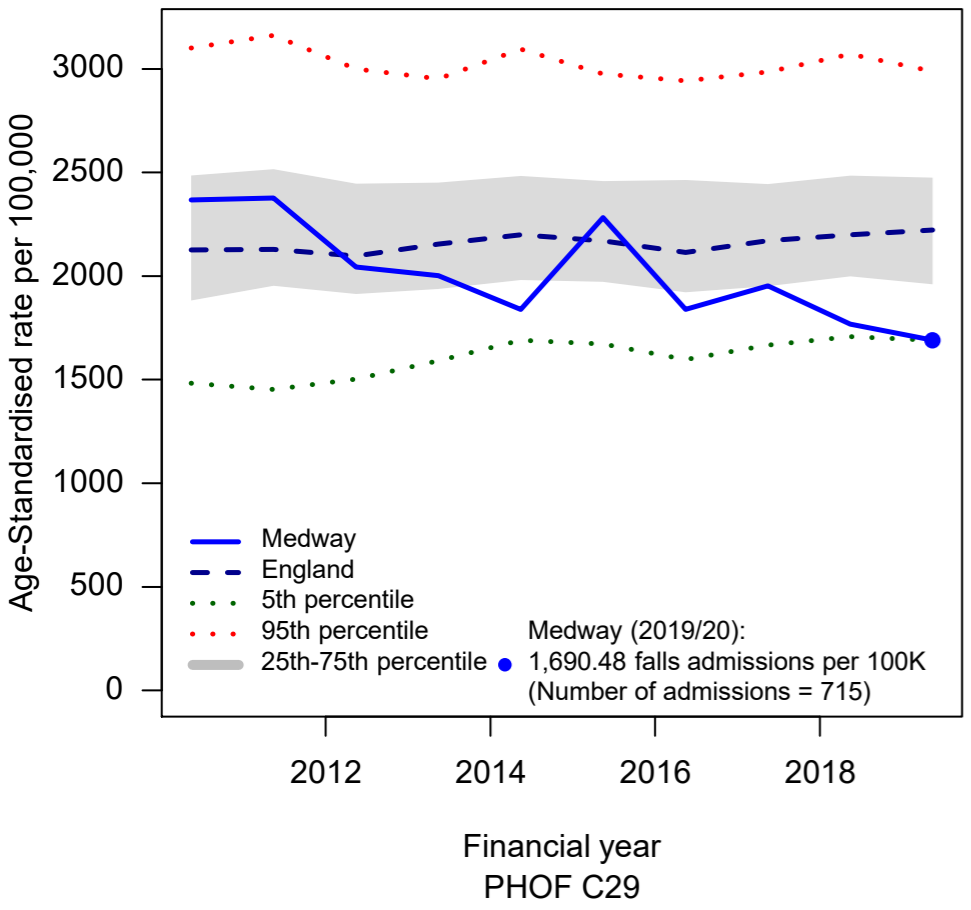 Age-Standardised rate per 100,000
3000
2500
2000
1500
1000
500
0
Medway
England
5th percentile
95th percentile
25th-75th percentile
Medway (2019/20):
1,690.48 falls admissions per 100K
(Number of admissions = 715)
2012 2014 2016 2018
Financial year
PHOF C29